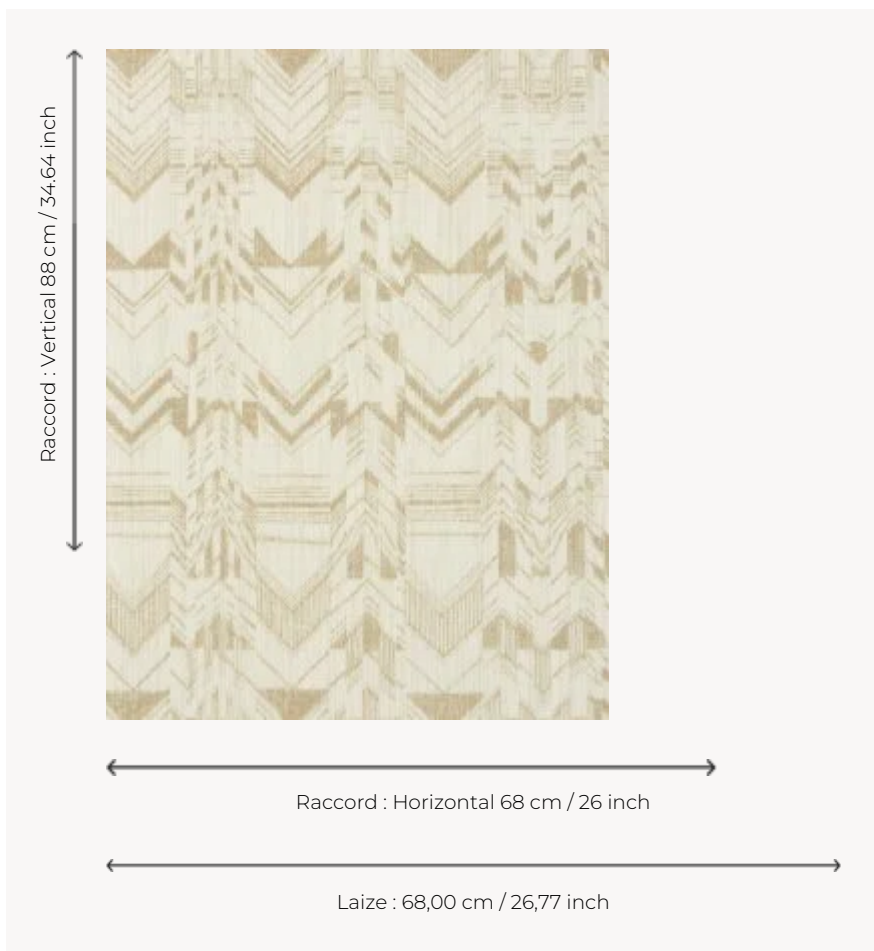 Raccord : Vertical 88 cm / 34.64 inch
Raccord : Horizontal 68 cm / 26 inch
Laize : 68,00 cm / 26,77 inch